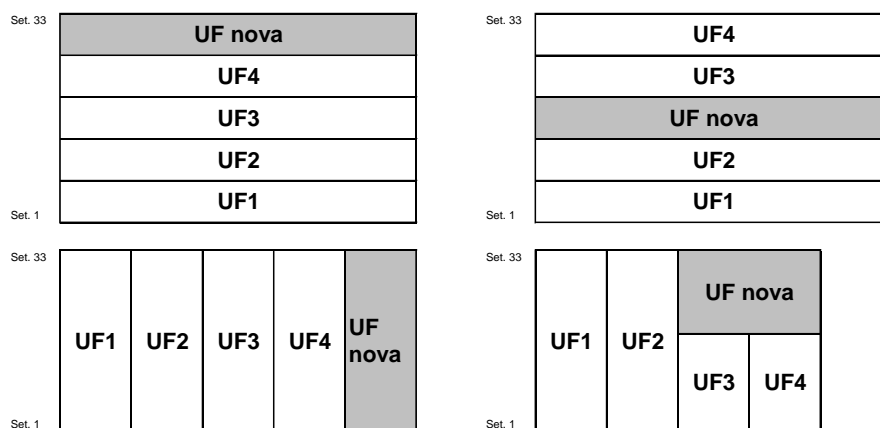 Set. 33
UF nova
UF4
UF3
UF2
UF1
Set. 1
Set. 33
UF4
UF3
UF nova
UF2
UF1
Set. 1
Set. 33
UF1 UF2 UF3 UF4 UF
nova
Set. 1
Set. 33
UF nova
UF1 UF2
UF3 UF4
Set. 1